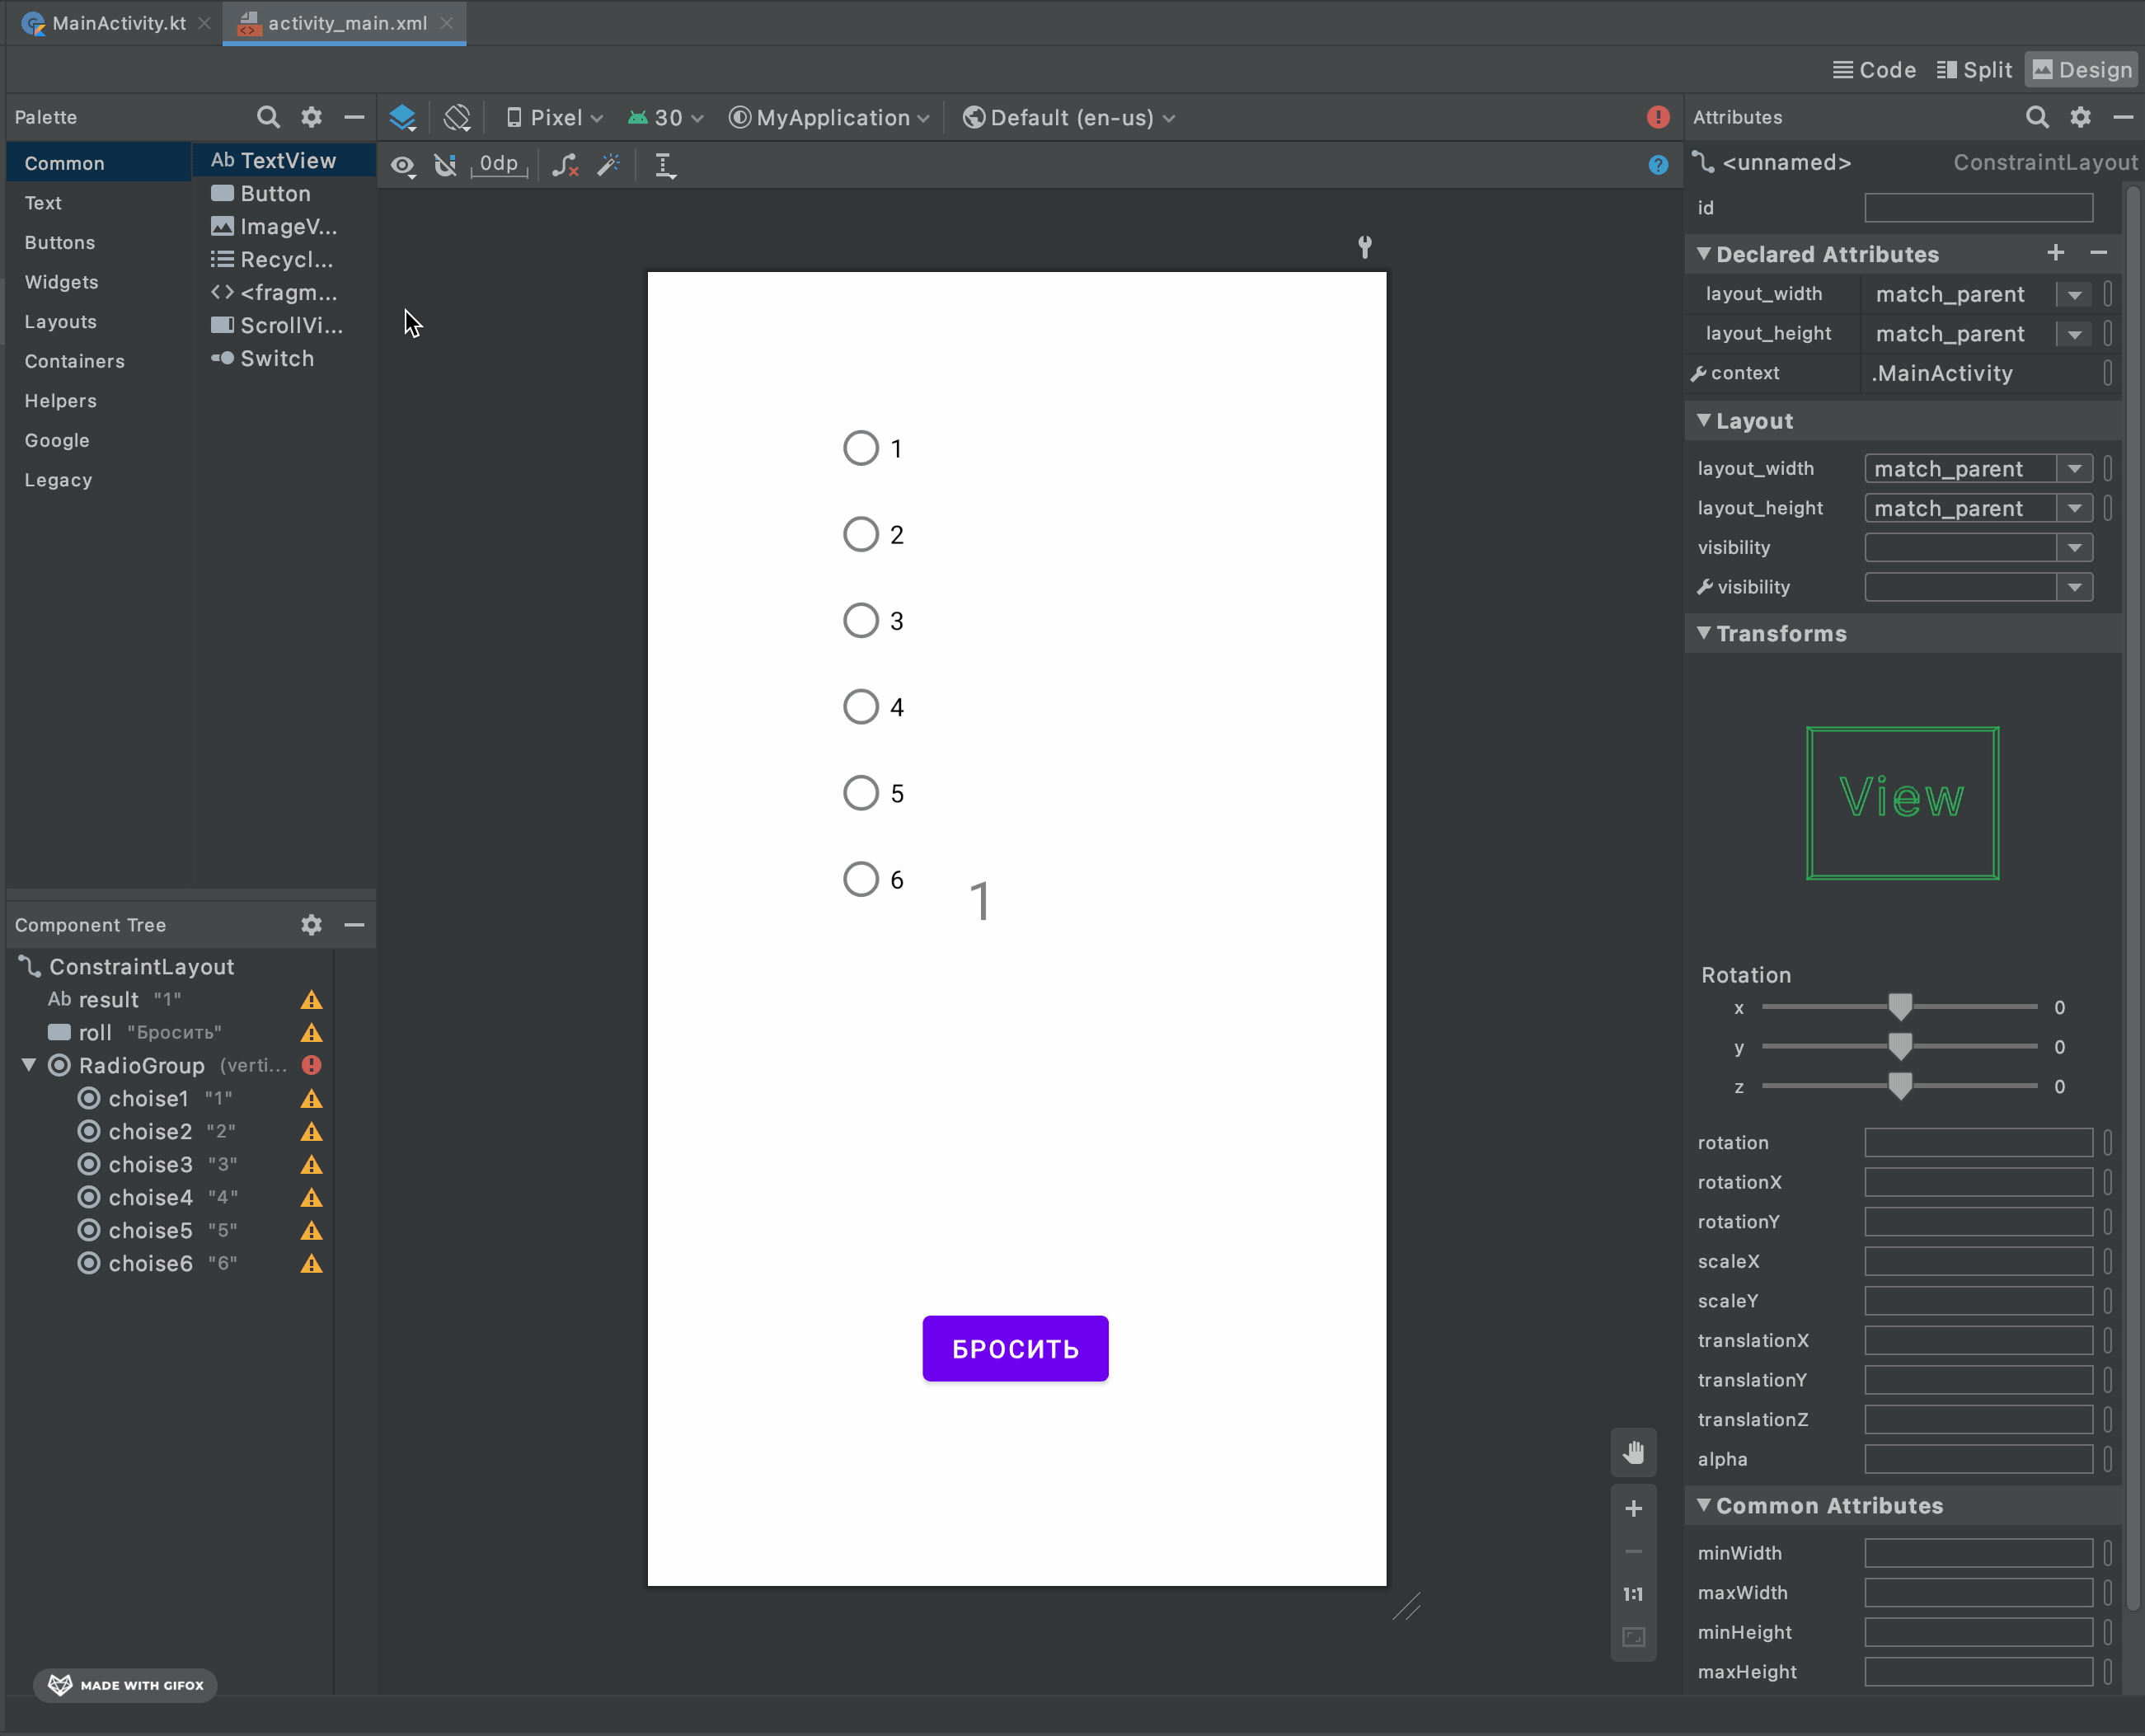 MainActivity.kt
activity_main.xml
Code
Split
Design
Palette
Pixel
30
MyApplication
Default (en-us)
Attributes
Common
Text
Buttons
Widgets
Layouts
Containers
Helpers
Google
Legacy
Ab TextView
Button
ImageV...
Recycl...
<fragm...
ScrollVi...
Switch
0dp
<unnamed>
ConstraintLayout
id
Declared Attributes
layout_width match_parent
layout_height match_parent
context .MainActivity
Layout
layout_width match_parent
layout_height match_parent
visibility
visibility
Transforms
View
Rotation
x 0
y 0
z 0
rotation
rotationX
rotationY
scaleX
scaleY
translationX
translationY
translationZ
alpha
Common Attributes
minWidth
maxWidth
minHeight
maxHeight
1
2
3
4
5
6
1
БРОСИТЬ
1:1
Component Tree
ConstraintLayout
Ab result "1"
roll "Бросить"
RadioGroup (verti...
choise1 "1"
choise2 "2"
choise3 "3"
choise4 "4"
choise5 "5"
choise6 "6"
MADE WITH GIFOX